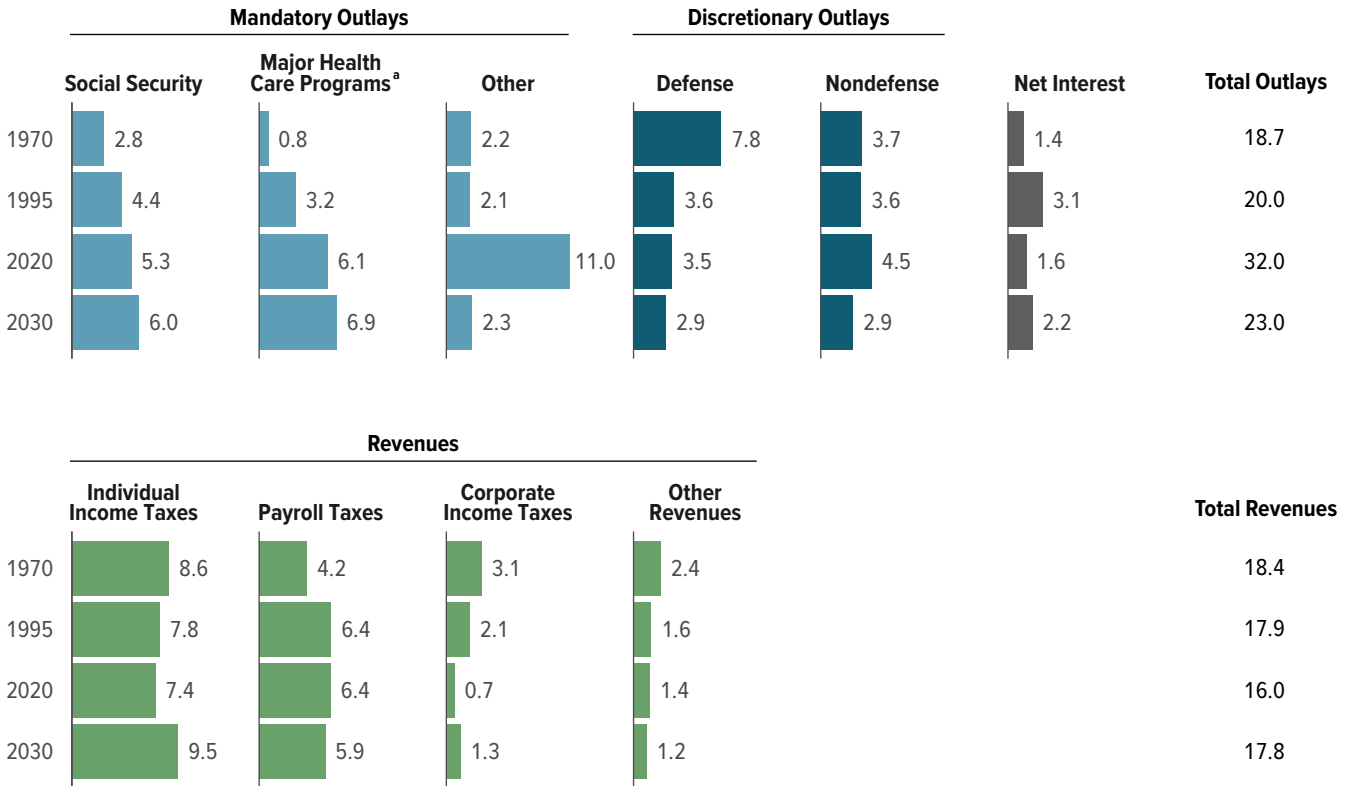 Mandatory Outlays Discretionary Outlays
Social Security Major Health Care Programs a Other Defense Nondefense Net Interest Total Outlays
1970 2.8 0.8 2.2 7.8 3.7 1.4 18.7
1995 4.4 3.2 2.1 3.6 3.6 3.1 20.0
2020 5.3 6.1 11.0 3.5 4.5 1.6 32.0
2030 6.0 6.9 2.3 2.9 2.9 2.2 23.0
Revenues
Individual Income Taxes Payroll Taxes Corporate Income Taxes Other Revenues Total Revenues
1970 8.6 4.2 3.1 2.4 18.4
1995 7.8 6.4 2.1 1.6 17.9
2020 7.4 6.4 0.7 1.4 16.0
2030 9.5 5.9 1.3 1.2 17.8